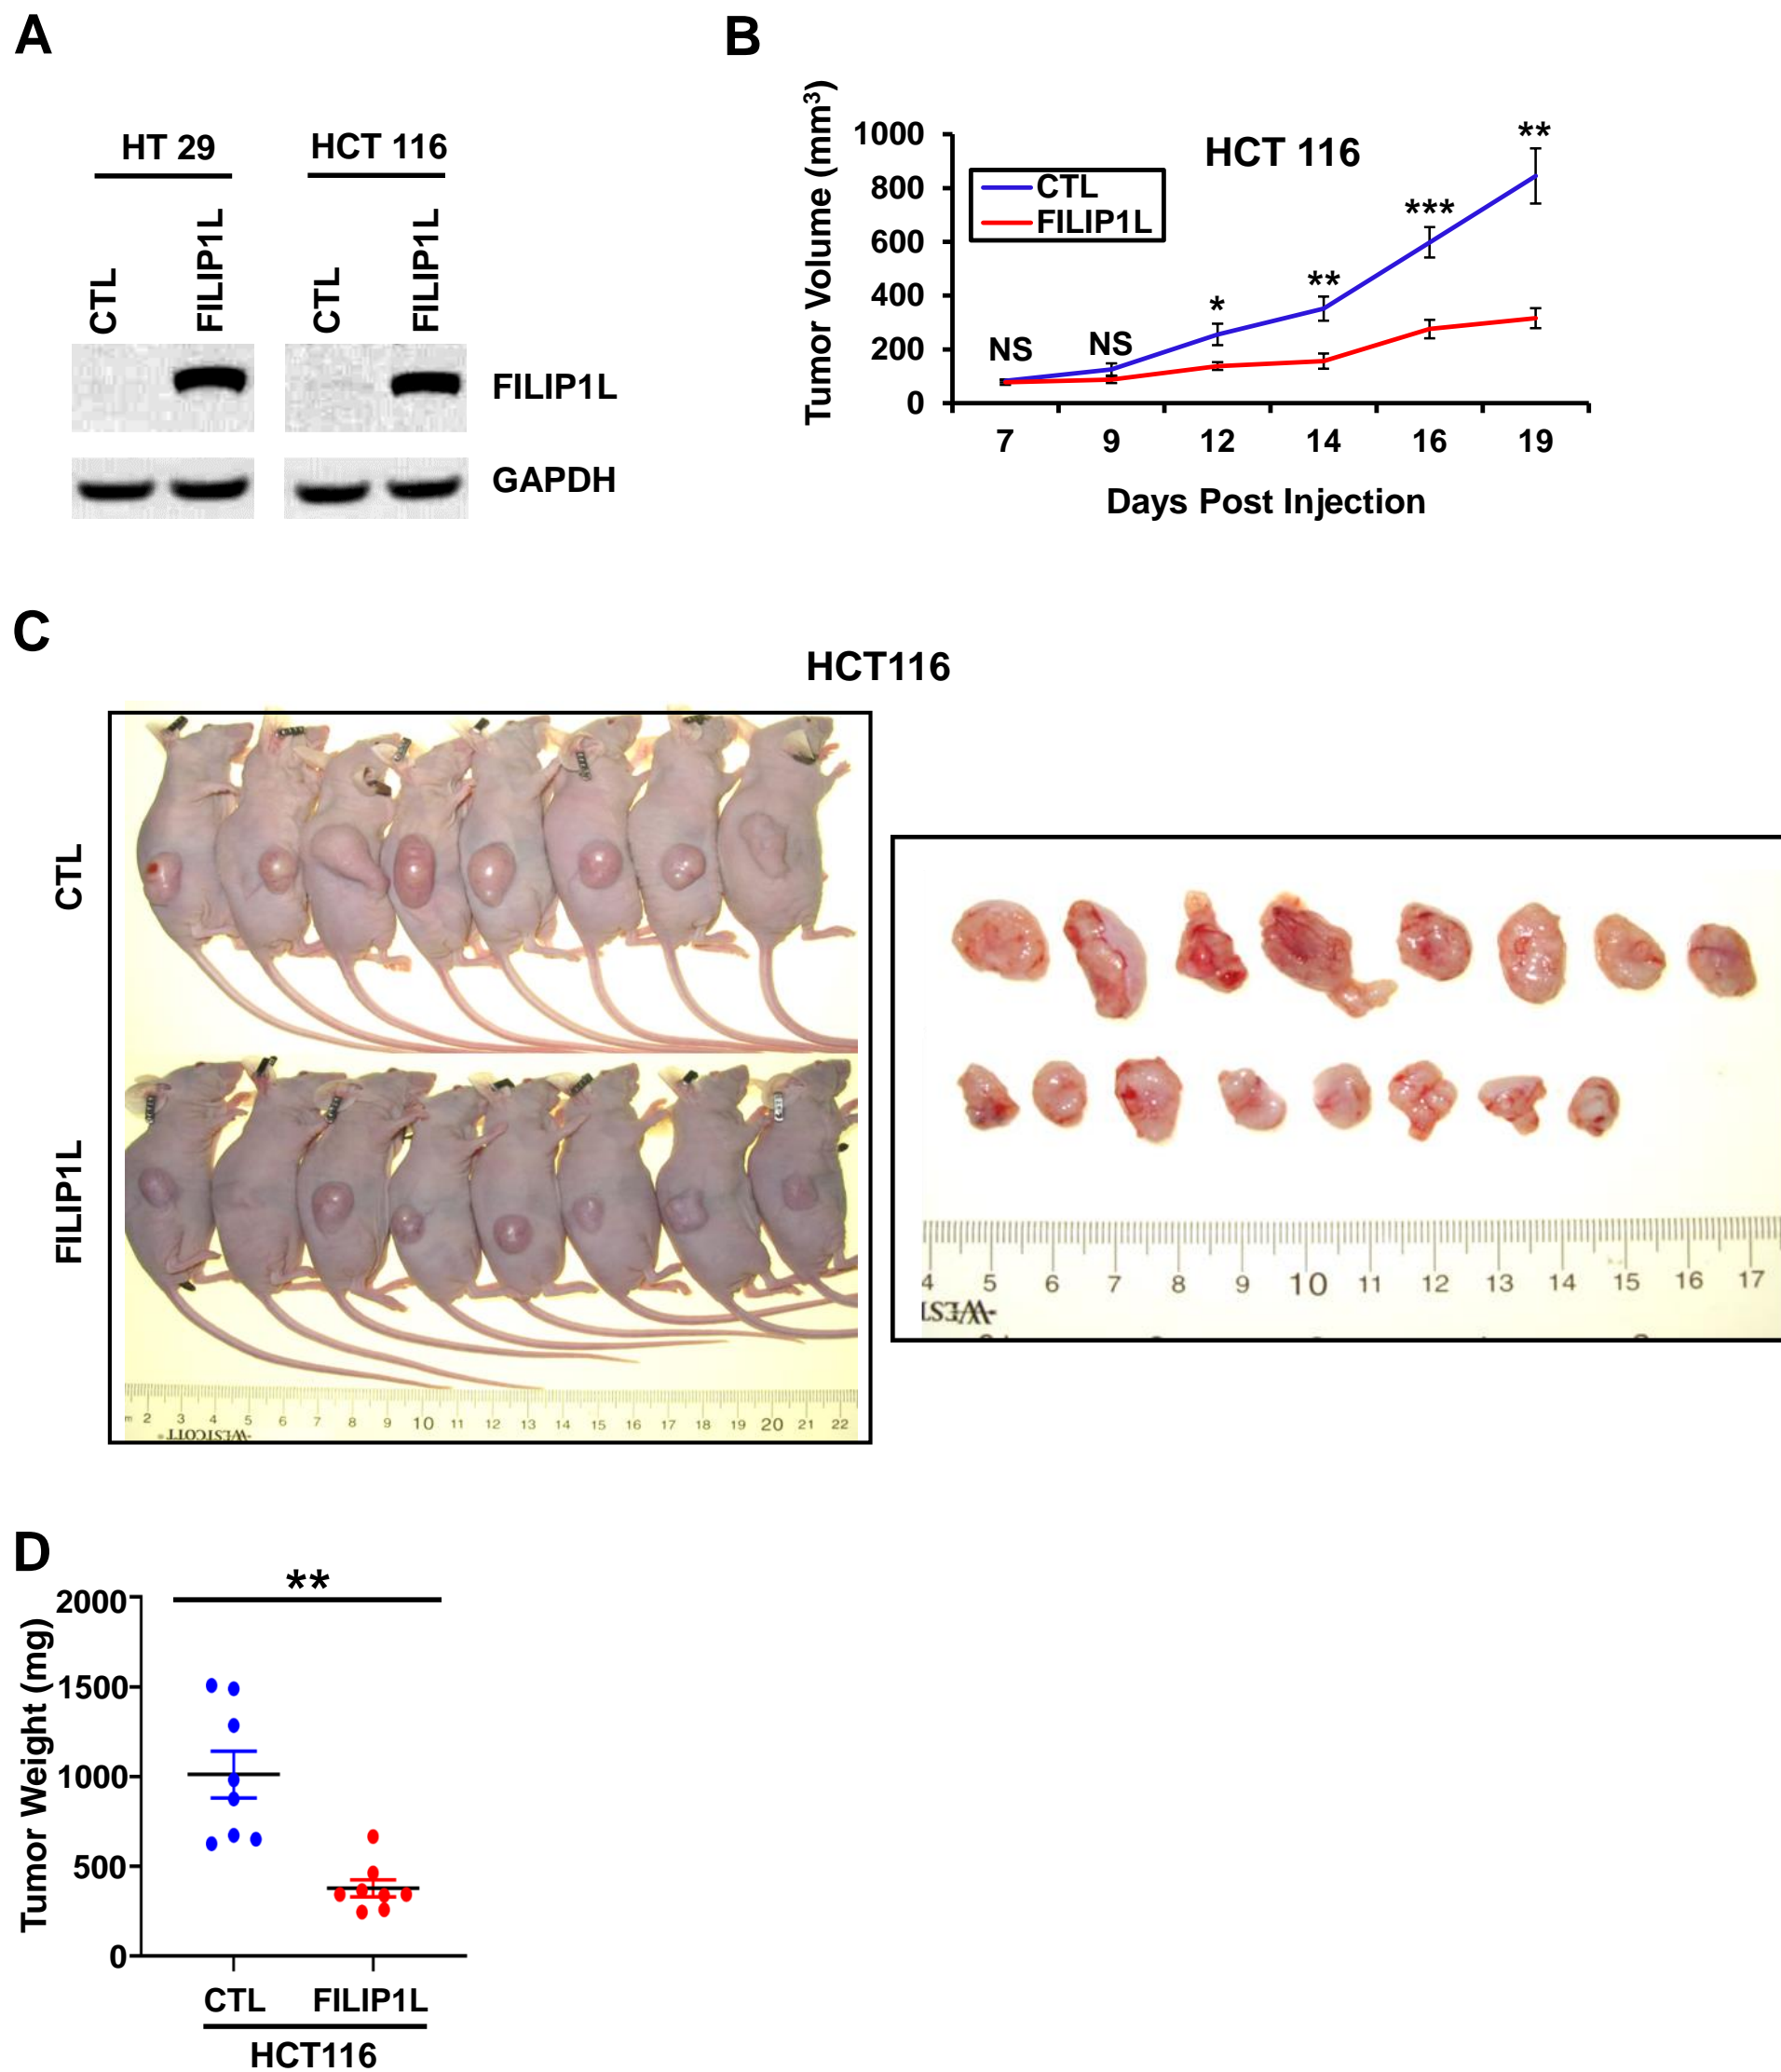 A
HT 29
HCT 116
CTL
FILIP1L
CTL
FILIP1L
FILIP1L
GAPDH
B
Tumor Volume (mm³)
1000
800
600
400
200
0
HCT 116
CTL
FILIP1L
NS
NS
*
**
***
**
7 9 12 14 16 19
Days Post Injection
C
HCT116
CTL
FILIP1L
2 3 4 5 6 7 8 9 10 11 12 13 14 15 16 17 18 19 20 21 22
WESTCOTT
4 5 6 7 8 9 10 11 12 13 14 15 16 17
WEST
D
Tumor Weight (mg)
2000
1500
1000
500
0
**
CTL FILIP1L
HCT116